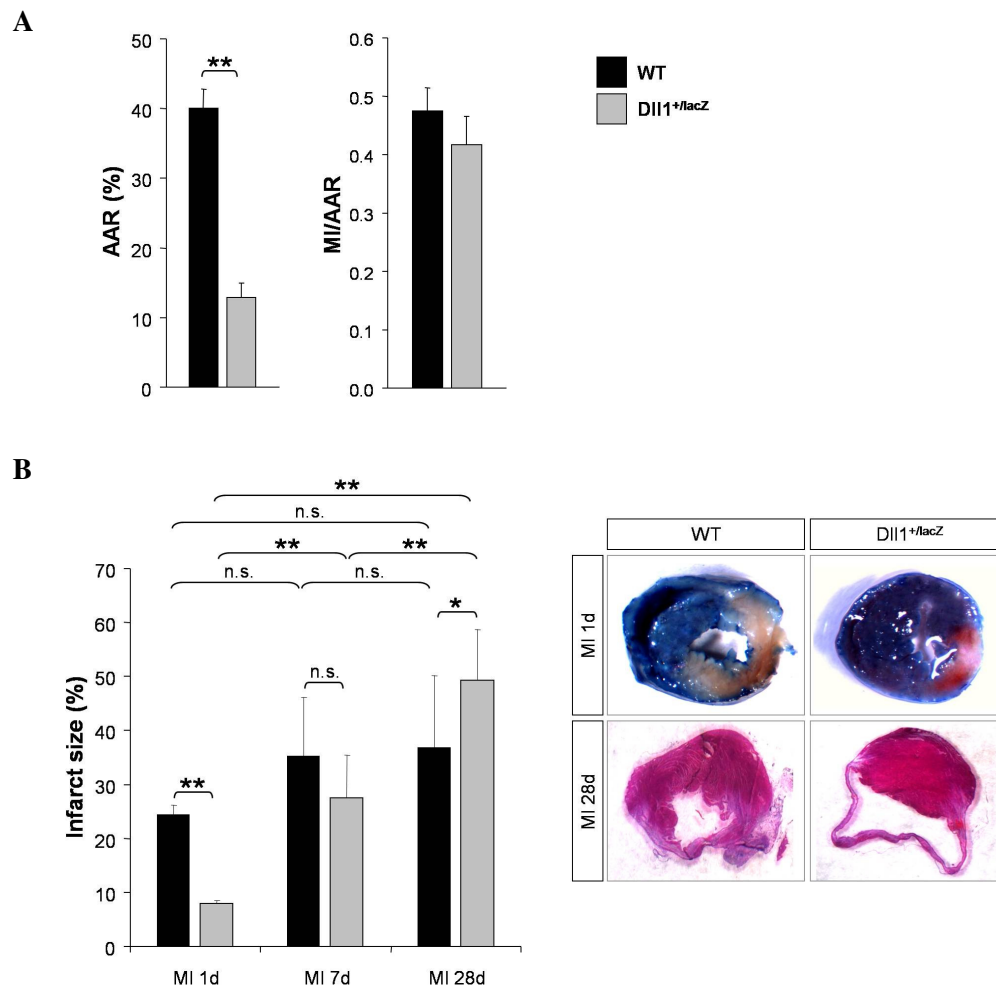 A
AAR (%)
50
40
30
20
10
0
**
MI/AAR
0.6
0.5
0.4
0.3
0.2
0.1
0.0
WT
Dll1+/lacZ
B
Infarct size (%)
70
60
50
40
30
20
10
0
**
n.s.
** **
n.s. n.s.
**
n.s.
*
MI 1d MI 7d MI 28d
WT Dll1+/lacZ
MI 1d
MI 28d